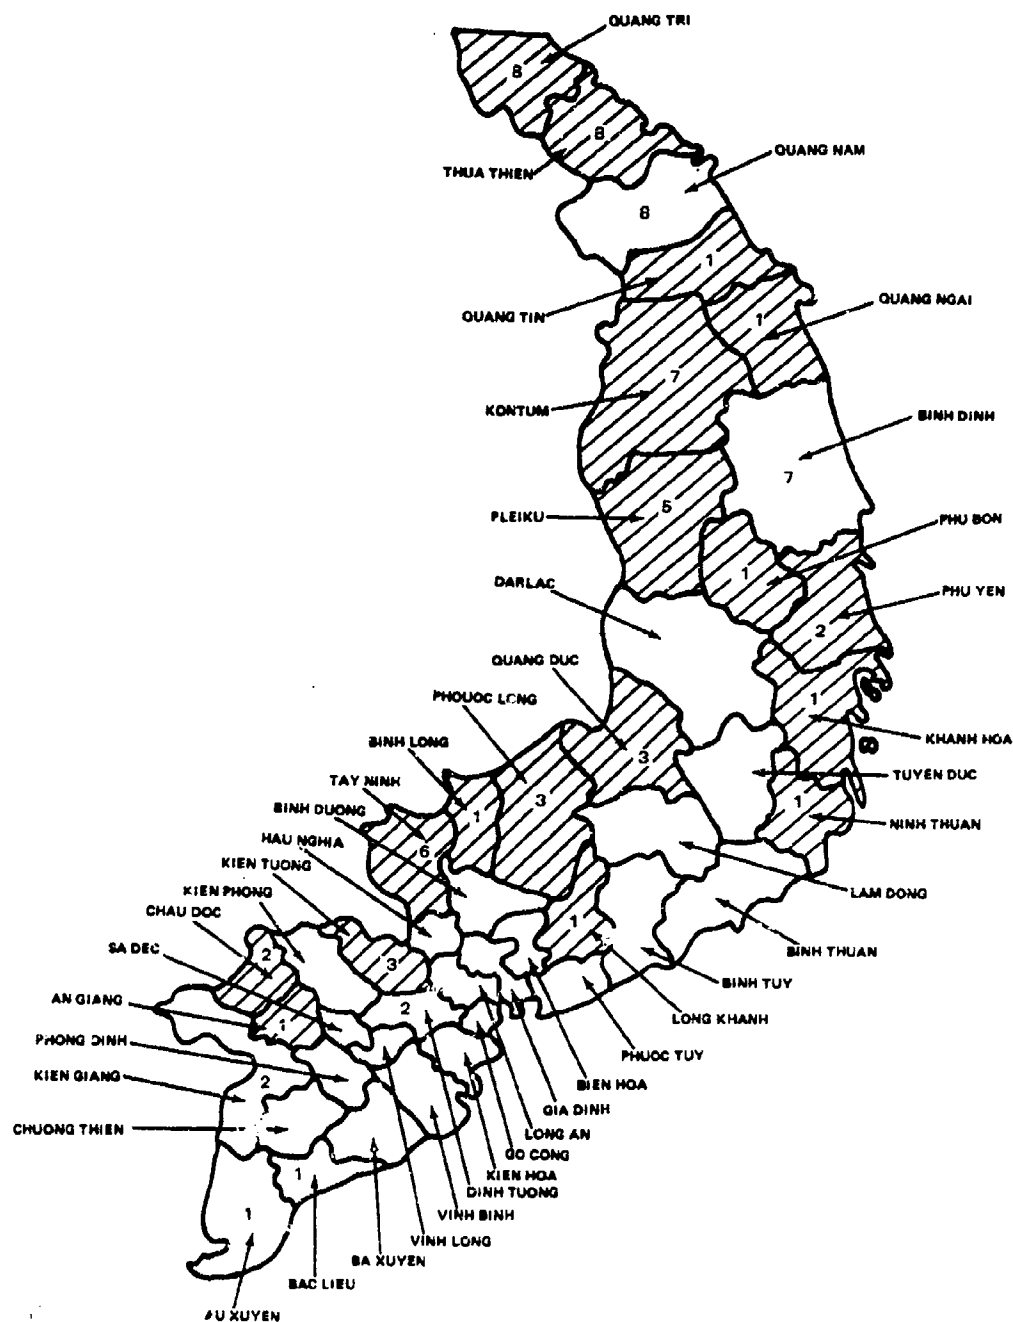 QUANG TRI
8
8
THUA THIEN
QUANG NAM
8
1
QUANG TIN
QUANG NGAI
1
7
KONTUM
BINH DINH
7
PLEIKU
5
PHU BON
1
DARLAC
PHU YEN
2
QUANG DUC
PHOUOC LONG
1
KHANH HOA
BINH LONG
3
TUYEN DUC
TAY NINH
3
1
BINH DUONG
1
NINH THUAN
HAU NGHIA
6
KIEN TUONG
LAM DONG
KIEN PHONG
CHAU DOC
1
BINH THUAN
SA DEC
2
3
BINH TUY
AN GIANG
2
LONG KHANH
1
PHONG DINH
PHUOC TUY
KIEN GIANG
2
BIEN HOA
GIA DINH
CHUONG THIEN
LONG AN
GO CONG
1
KIEN HOA
DINH TUONG
1
VINH BINH
VINH LONG
BA XUYEN
BAC LIEU
XUYEN